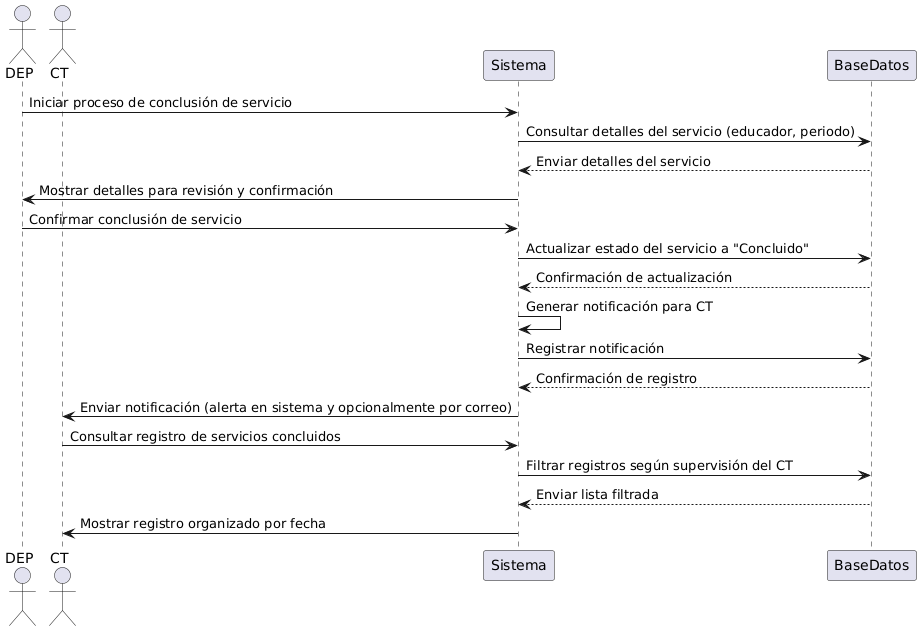 DEP
CT
Sistema
BaseDatos
Iniciar proceso de conclusión de servicio
Consultar detalles del servicio (educador, periodo)
Enviar detalles del servicio
Mostrar detalles para revisión y confirmación
Confirmar conclusión de servicio
Actualizar estado del servicio a "Concluido"
Confirmación de actualización
Generar notificación para CT
Registrar notificación
Confirmación de registro
Enviar notificación (alerta en sistema y opcionalmente por correo)
Consultar registro de servicios concluidos
Filtrar registros según supervisión del CT
Enviar lista filtrada
Mostrar registro organizado por fecha
DEP
CT
Sistema
BaseDatos